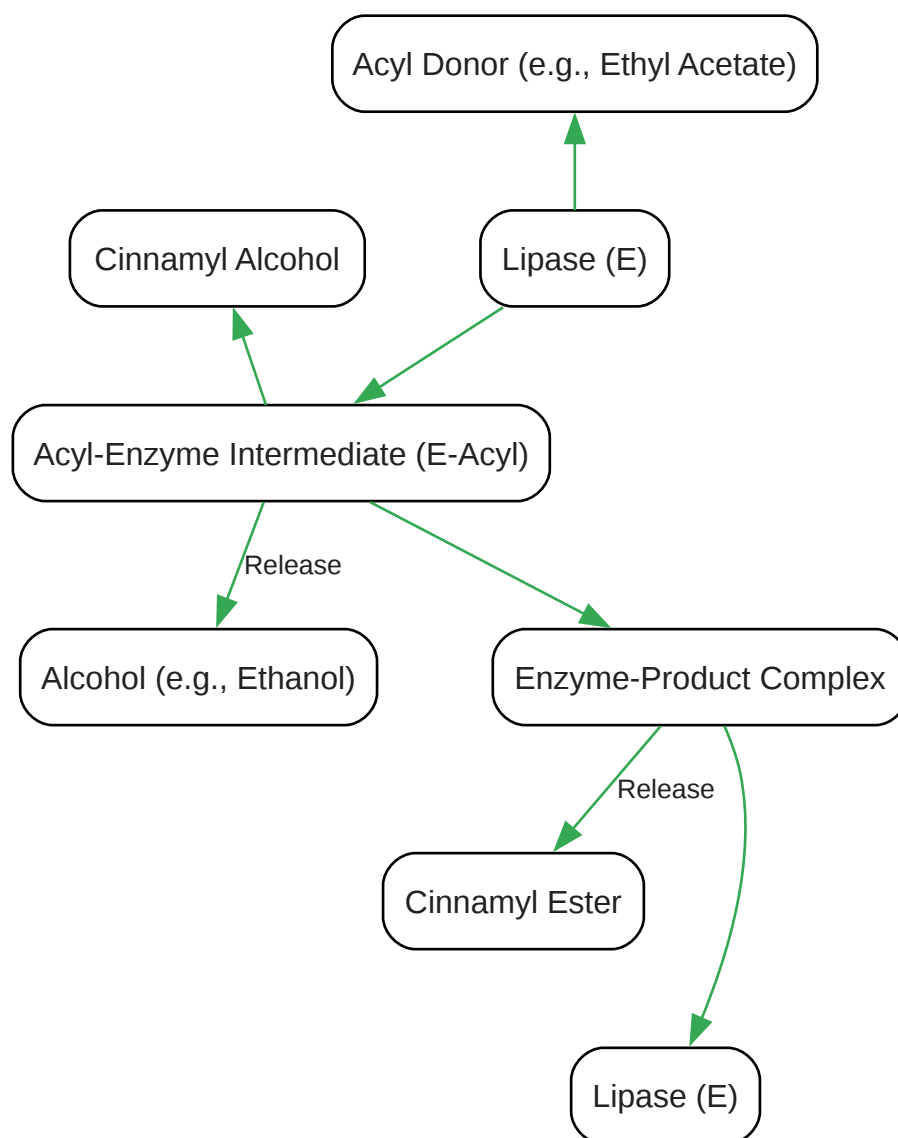 Acyl Donor (e.g., Ethyl Acetate)
Cinnamyl Alcohol
Lipase (E)
Acyl-Enzyme Intermediate (E-Acyl)
Release
Alcohol (e.g., Ethanol)
Enzyme-Product Complex
Release
Cinnamyl Ester
Lipase (E)